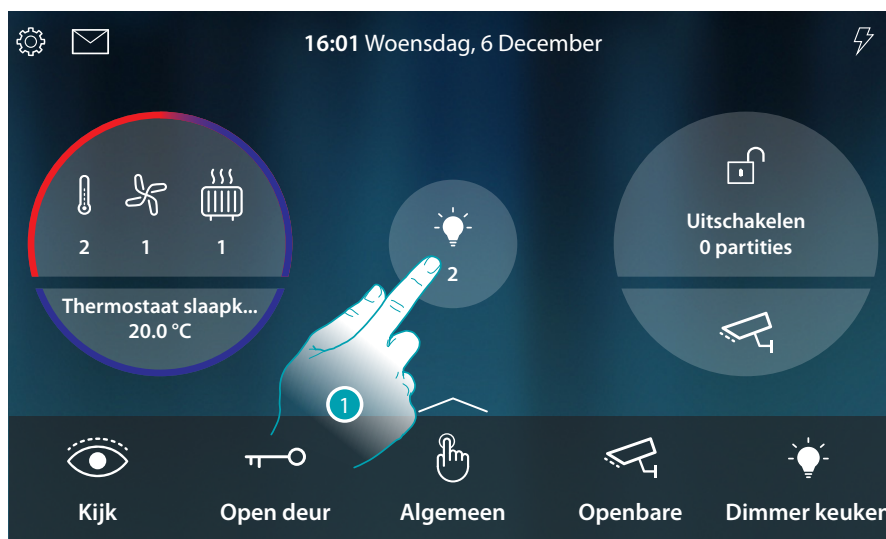 16:01 Woensdag, 6 December
2 1 1
Thermostaat slaapk...
20.0 °C
2
Uitschakelen
0 partities
1
Kijk
Open deur
Algemeen
Openbare
Dimmer keuken